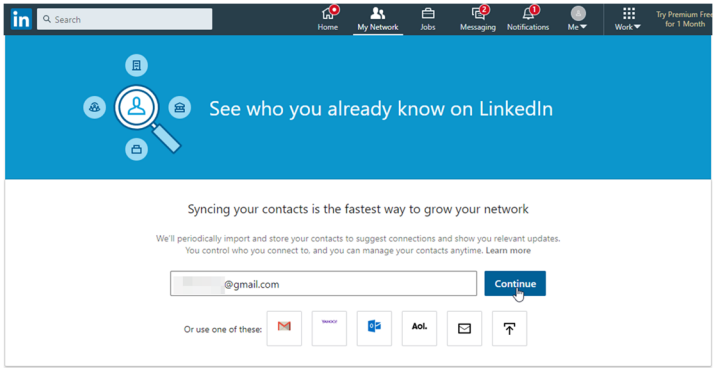 in
Search
2
1
A
Home
My Network
Jobs
Messaging
Notifications
Me
Work
Try Premium Free
for 1 Month
See who you already know on LinkedIn
Syncing your contacts is the fastest way to grow your network
We'll periodically import and store your contacts to suggest connections and show you relevant updates.
You control who you connect to, and you can manage your contacts anytime. Learn more
@gmail.com
Continue
Or use one of these:
YAHOO!
Aol.